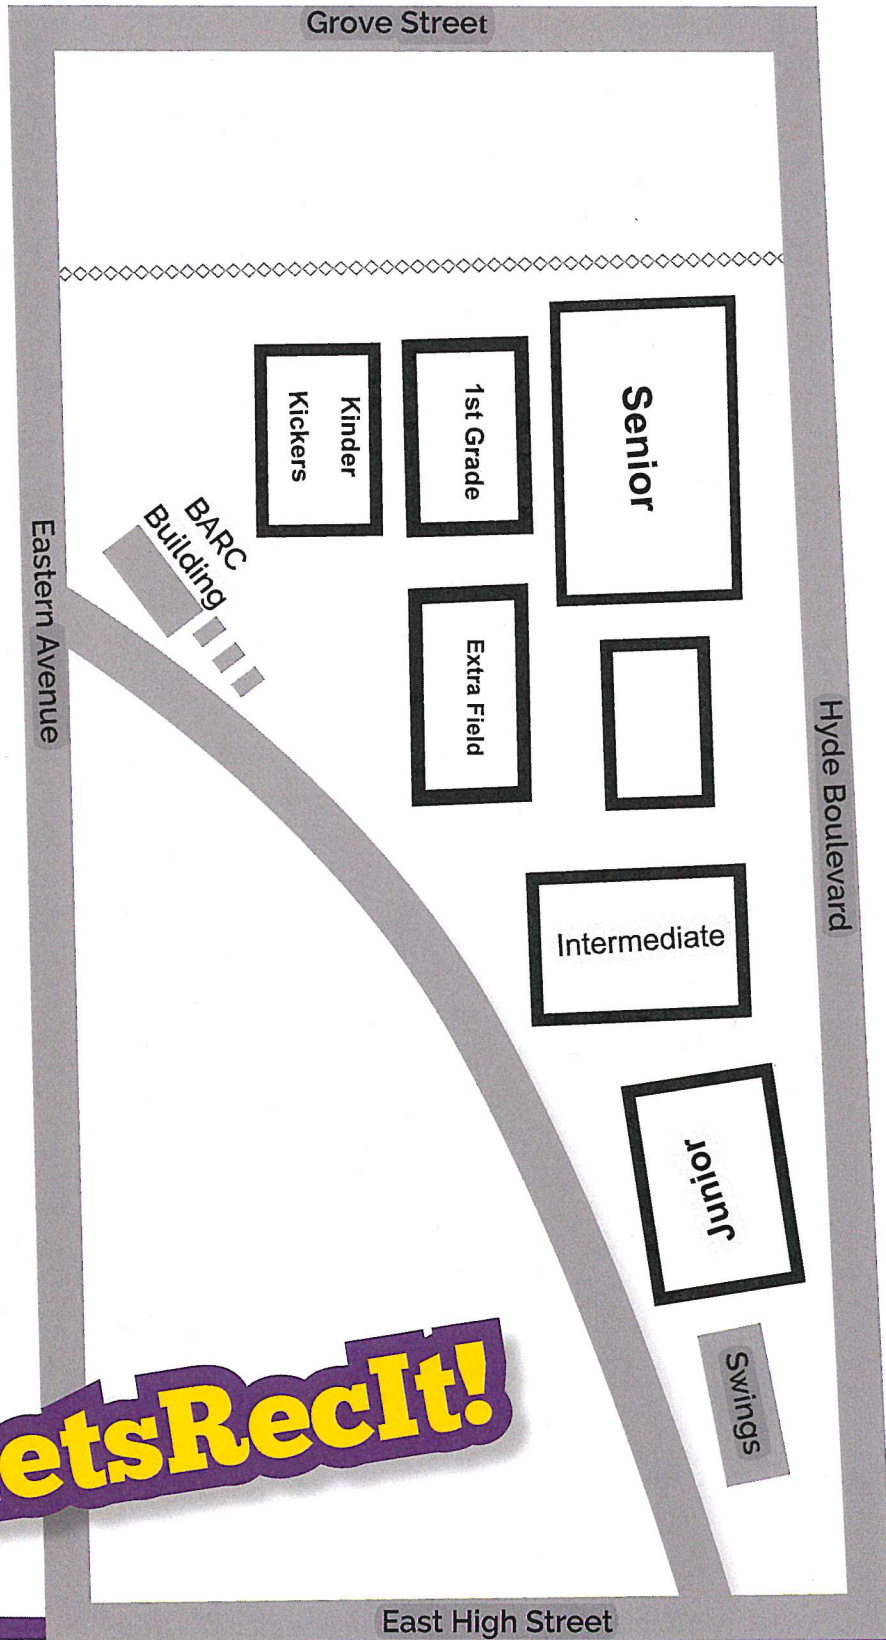 Grove Street
Senior
1st Grade
Kinder
Kickers
BARC
Building
Eastern Avenue
Extra Field
Hyde Boulevard
Intermediate
Junior
Swings
etsRecIt!
East High Street